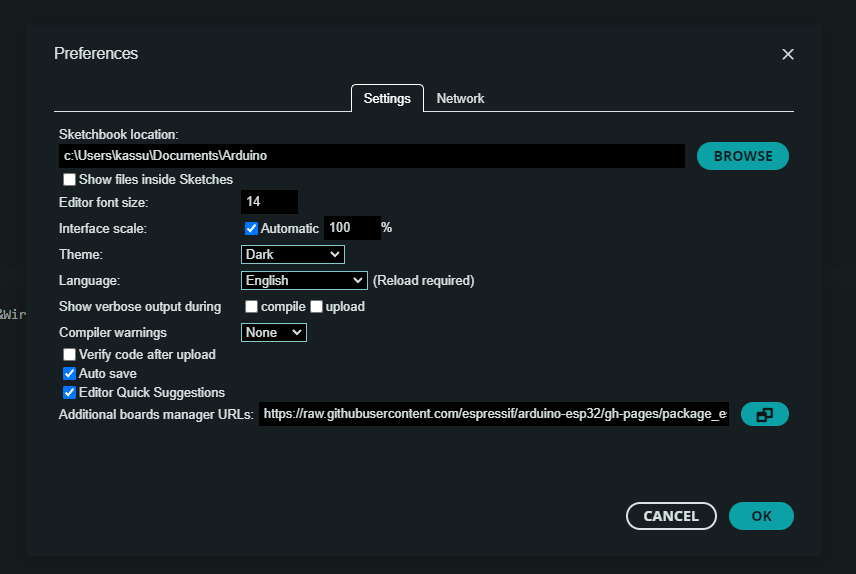 Preferences
Settings Network
Sketchbook location:
c:\Users\kassu\Documents\Arduino BROWSE
Show files inside Sketches
Editor font size: 14
Interface scale: Automatic 100 %
Theme: Dark
Language: English (Reload required)
&Wir Show verbose output during compile upload
Compiler warnings None
Verify code after upload
Auto save
Editor Quick Suggestions
Additional boards manager URLs: https://raw.githubusercontent.com/espressif/arduino-esp32/gh-pages/package_e
CANCEL OK